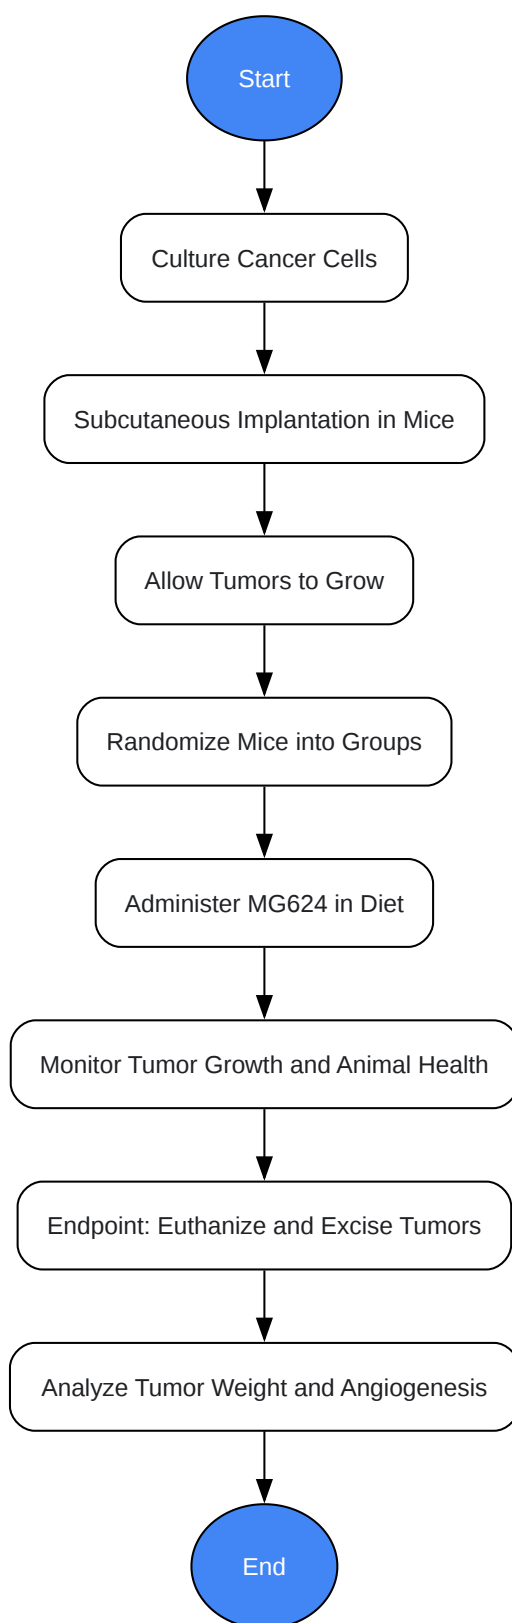 Start
Culture Cancer Cells
Subcutaneous Implantation in Mice
Allow Tumors to Grow
Randomize Mice into Groups
Administer MG624 in Diet
Monitor Tumor Growth and Animal Health
Endpoint: Euthanize and Excise Tumors
Analyze Tumor Weight and Angiogenesis
End